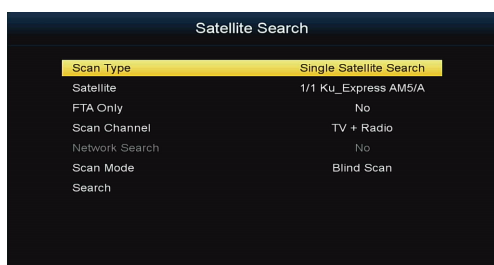 Satellite Search
Scan Type Single Satellite Search
Satellite 1/1 Ku_Express AM5/A
FTA Only No
Scan Channel TV + Radio
Network Search No
Scan Mode Blind Scan
Search